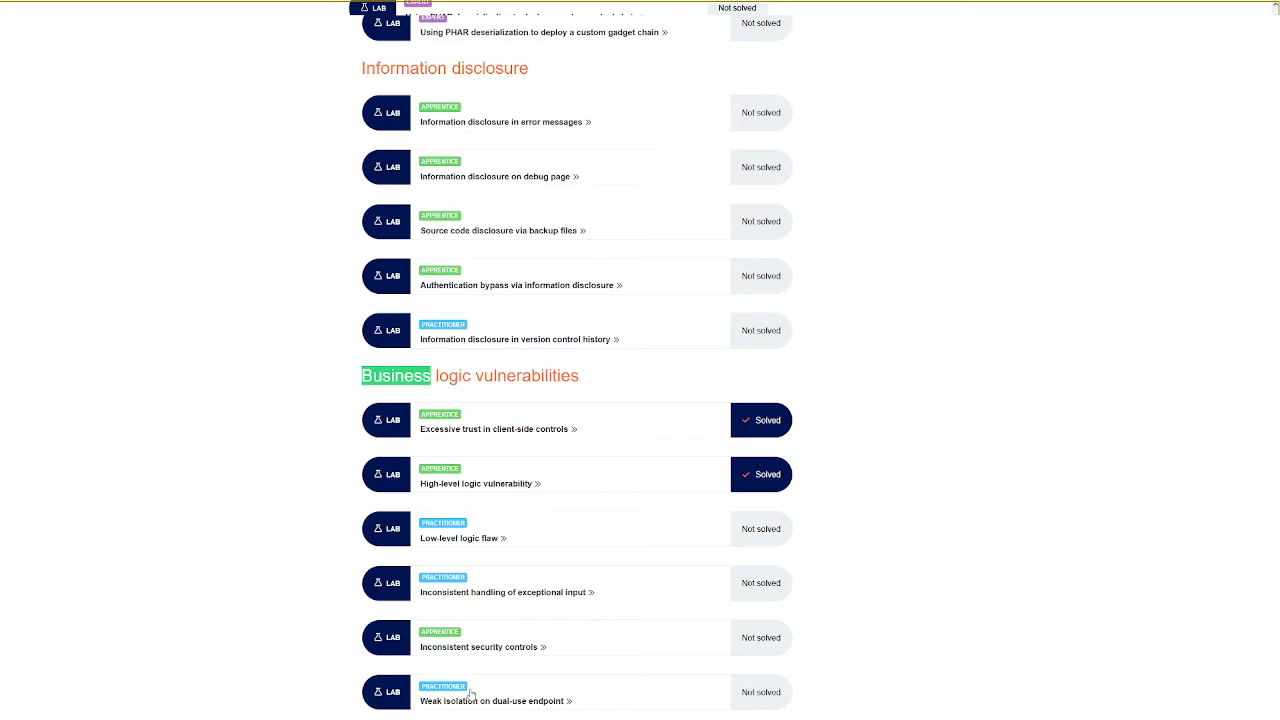 EXPERT
LAB
Not solved
EXPERT
LAB
Not solved
Using PHAR deserialization to deploy a custom gadget chain »
Information disclosure
APPRENTICE
LAB
Not solved
Information disclosure in error messages »
APPRENTICE
LAB
Not solved
Information disclosure on debug page »
APPRENTICE
LAB
Not solved
Source code disclosure via backup files »
APPRENTICE
LAB
Not solved
Authentication bypass via information disclosure »
PRACTITIONER
LAB
Not solved
Information disclosure in version control history »
Business logic vulnerabilities
APPRENTICE
LAB
Solved
Excessive trust in client-side controls »
APPRENTICE
LAB
Solved
High-level logic vulnerability »
PRACTITIONER
LAB
Not solved
Low-level logic flaw »
PRACTITIONER
LAB
Not solved
Inconsistent handling of exceptional input »
APPRENTICE
LAB
Not solved
Inconsistent security controls »
PRACTITIONER
LAB
Not solved
Weak isolation on dual-use endpoint »